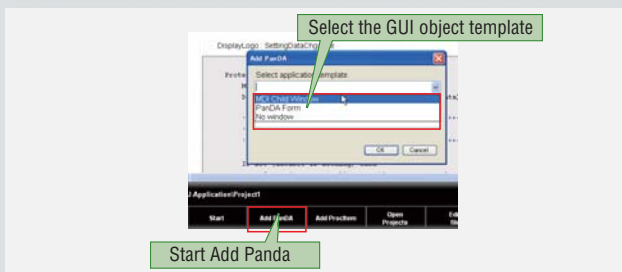 Select the GUI object template
DisplayLogo SettingDataChg
Add PanDA
Select application template
MDI Child Window
PanDA Form
No window
OK Cancel
Application\Project1
Start Add PanDA Add ProcItem Open Projects
Start Add Panda